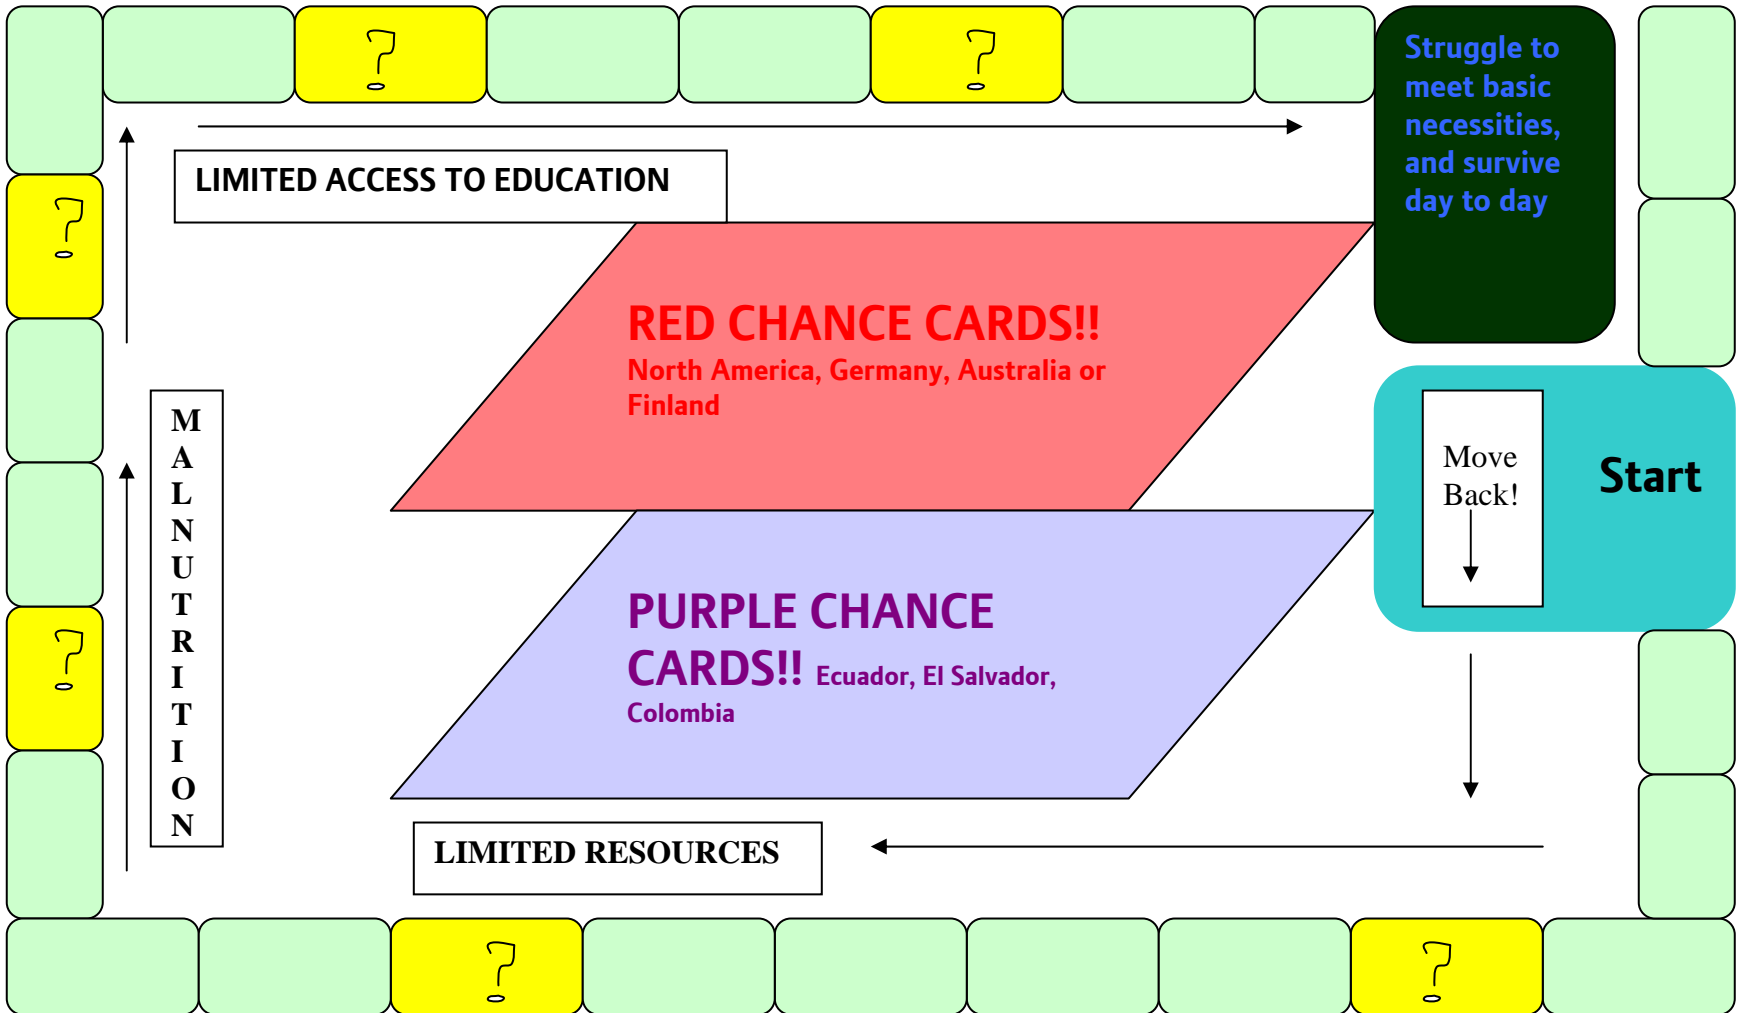 ?
?
Struggle to
meet basic
necessities,
and survive
day to day
LIMITED ACCESS TO EDUCATION
?
RED CHANCE CARDS!!
North America, Germany, Australia or
Finland
M
A
L
N
U
T
R
I
T
I
O
N
Move
Back!
Start
PURPLE CHANCE
CARDS!! Ecuador, El Salvador,
Colombia
?
LIMITED RESOURCES
?
?